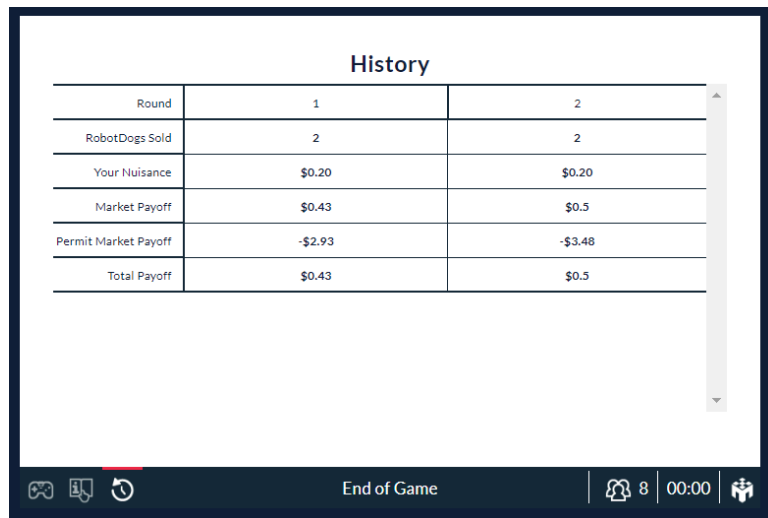 History
Round 1 2
RobotDogs Sold 2 2
Your Nuisance $0.20 $0.20
Market Payoff $0.43 $0.5
Permit Market Payoff -$2.93 -$3.48
Total Payoff $0.43 $0.5
End of Game 8 00:00